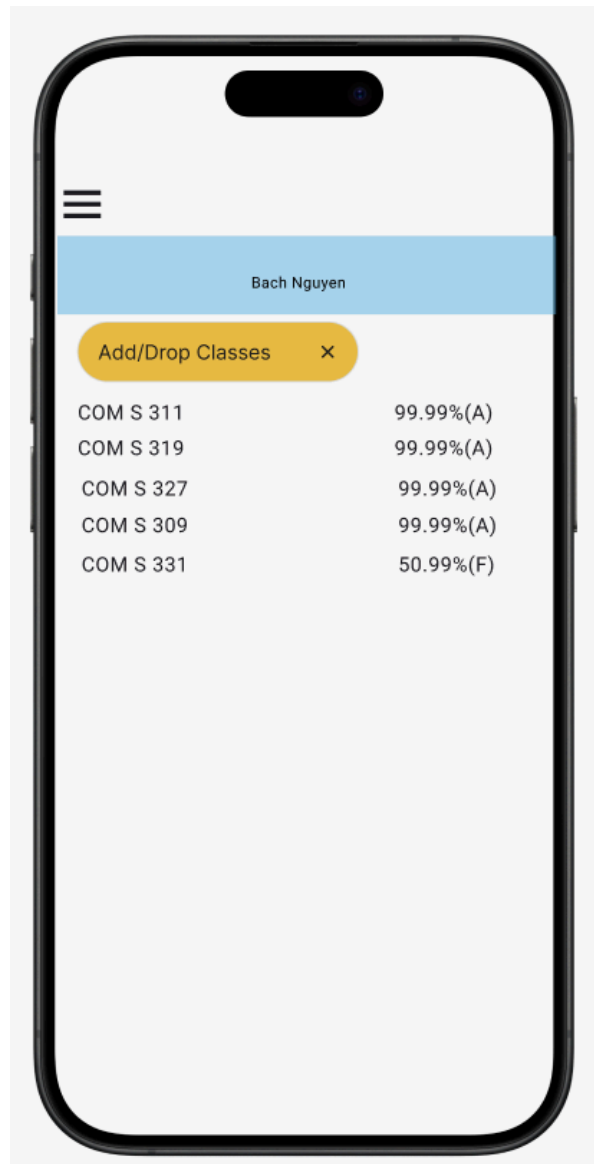 Bach Nguyen
Add/Drop Classes ×
COM S 311 99.99%(A)
COM S 319 99.99%(A)
COM S 327 99.99%(A)
COM S 309 99.99%(A)
COM S 331 50.99%(F)